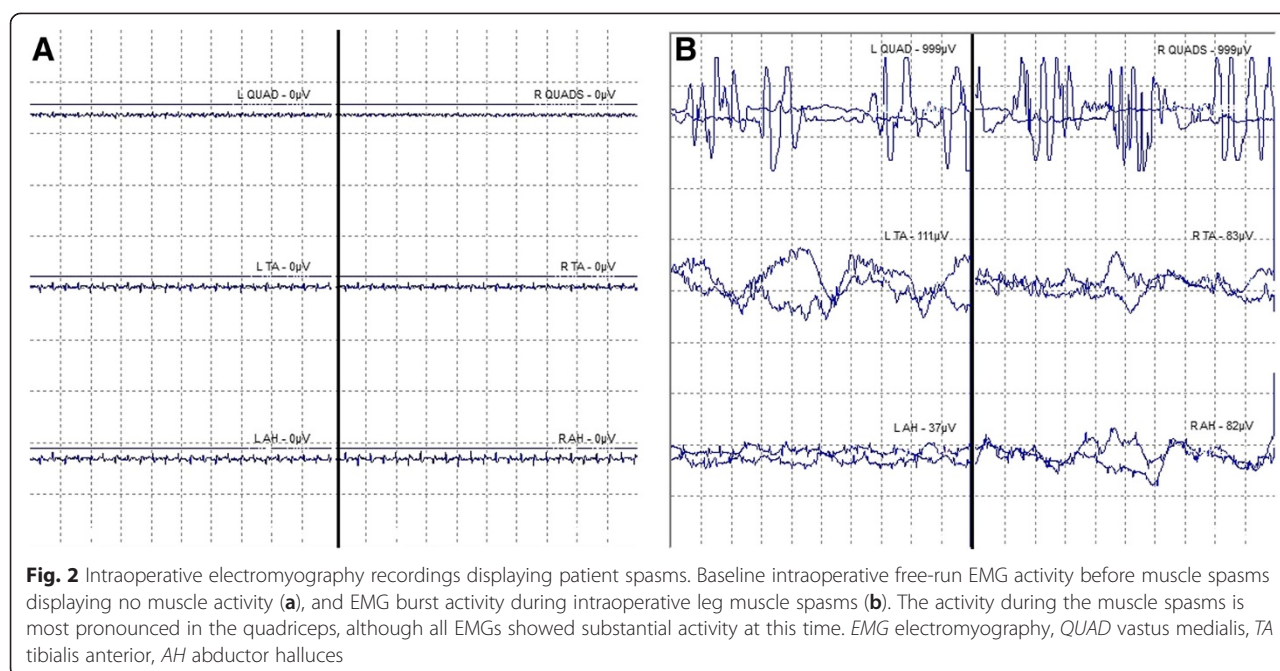 A
L QUAD - 0µV
R QUADS - 0µV
L TA - 0µV
R TA - 0µV
L AH - 0µV
R AH - 0µV
B
L QUAD - 999µV
R QUADS - 999µV
L TA - 111µV
R TA - 83µV
L AH - 37µV
R AH - 82µV
Fig. 2 Intraoperative electromyography recordings displaying patient spasms. Baseline intraoperative free-run EMG activity before muscle spasms
displaying no muscle activity (a), and EMG burst activity during intraoperative leg muscle spasms (b). The activity during the muscle spasms is
most pronounced in the quadriceps, although all EMGs showed substantial activity at this time. EMG electromyography, QUAD vastus medialis, TA
tibialis anterior, AH abductor halluces